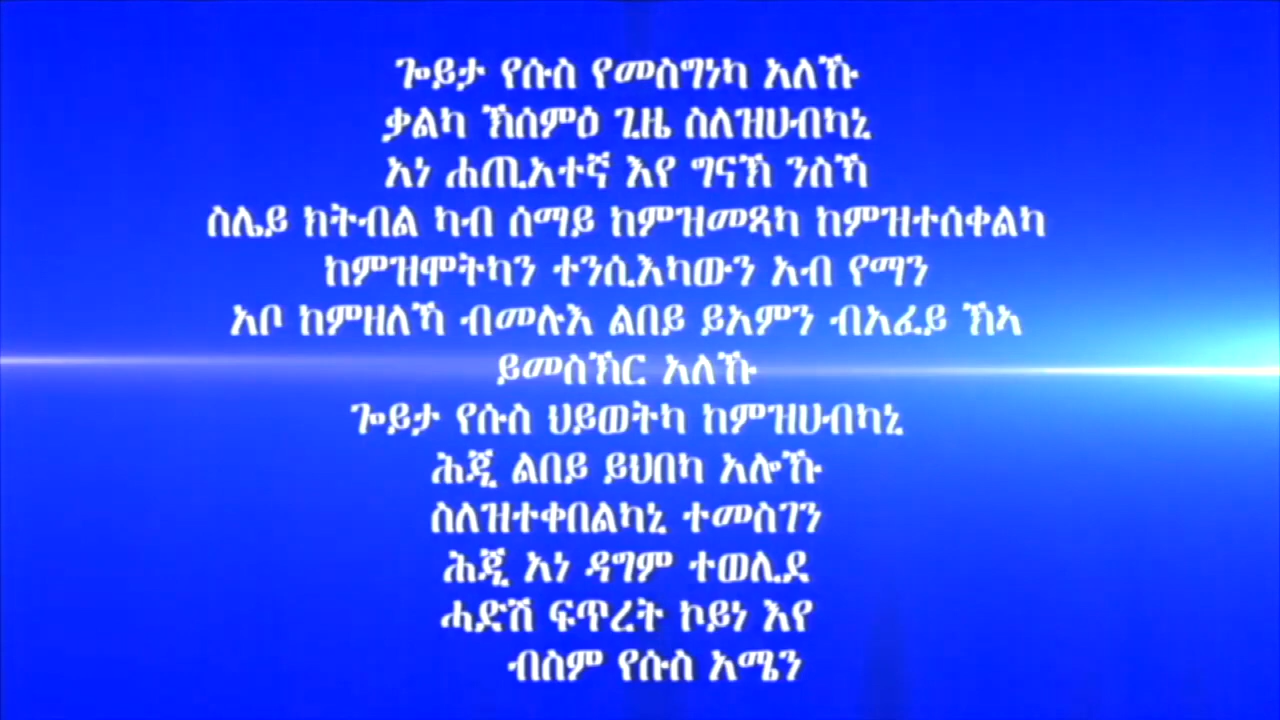 ጐይታ የሱስ የመስግነካ አለኹ
ቃልካ ኽሰምዕ ጊዜ ስለዝሀብካኒ
አነ ሐጢአተኛ እየ ግናኽ ንስኻ
ስሌይ ክትብል ካብ ሰማይ ከምዝመጻካ ከምዝተሰቀልካ
ከምዝሞትካን ተንሲእካውን አብ የማን
አቦ ከምዘለኻ ብመሉእ ልበይ ይአምን ብአፈይ ኽኣ
ይመስኽር አለኹ
ጐይታ የሱስ ህይወትካ ከምዝሀብካኒ
ሕጂ ልበይ ይህበካ አሎኹ
ስለዝተቀበልካኒ ተመስገን
ሕጂ አነ ዳግም ተወሊደ
ሓድሽ ፍጥረት ኮይነ እየ
ብስም የሱስ አሜን